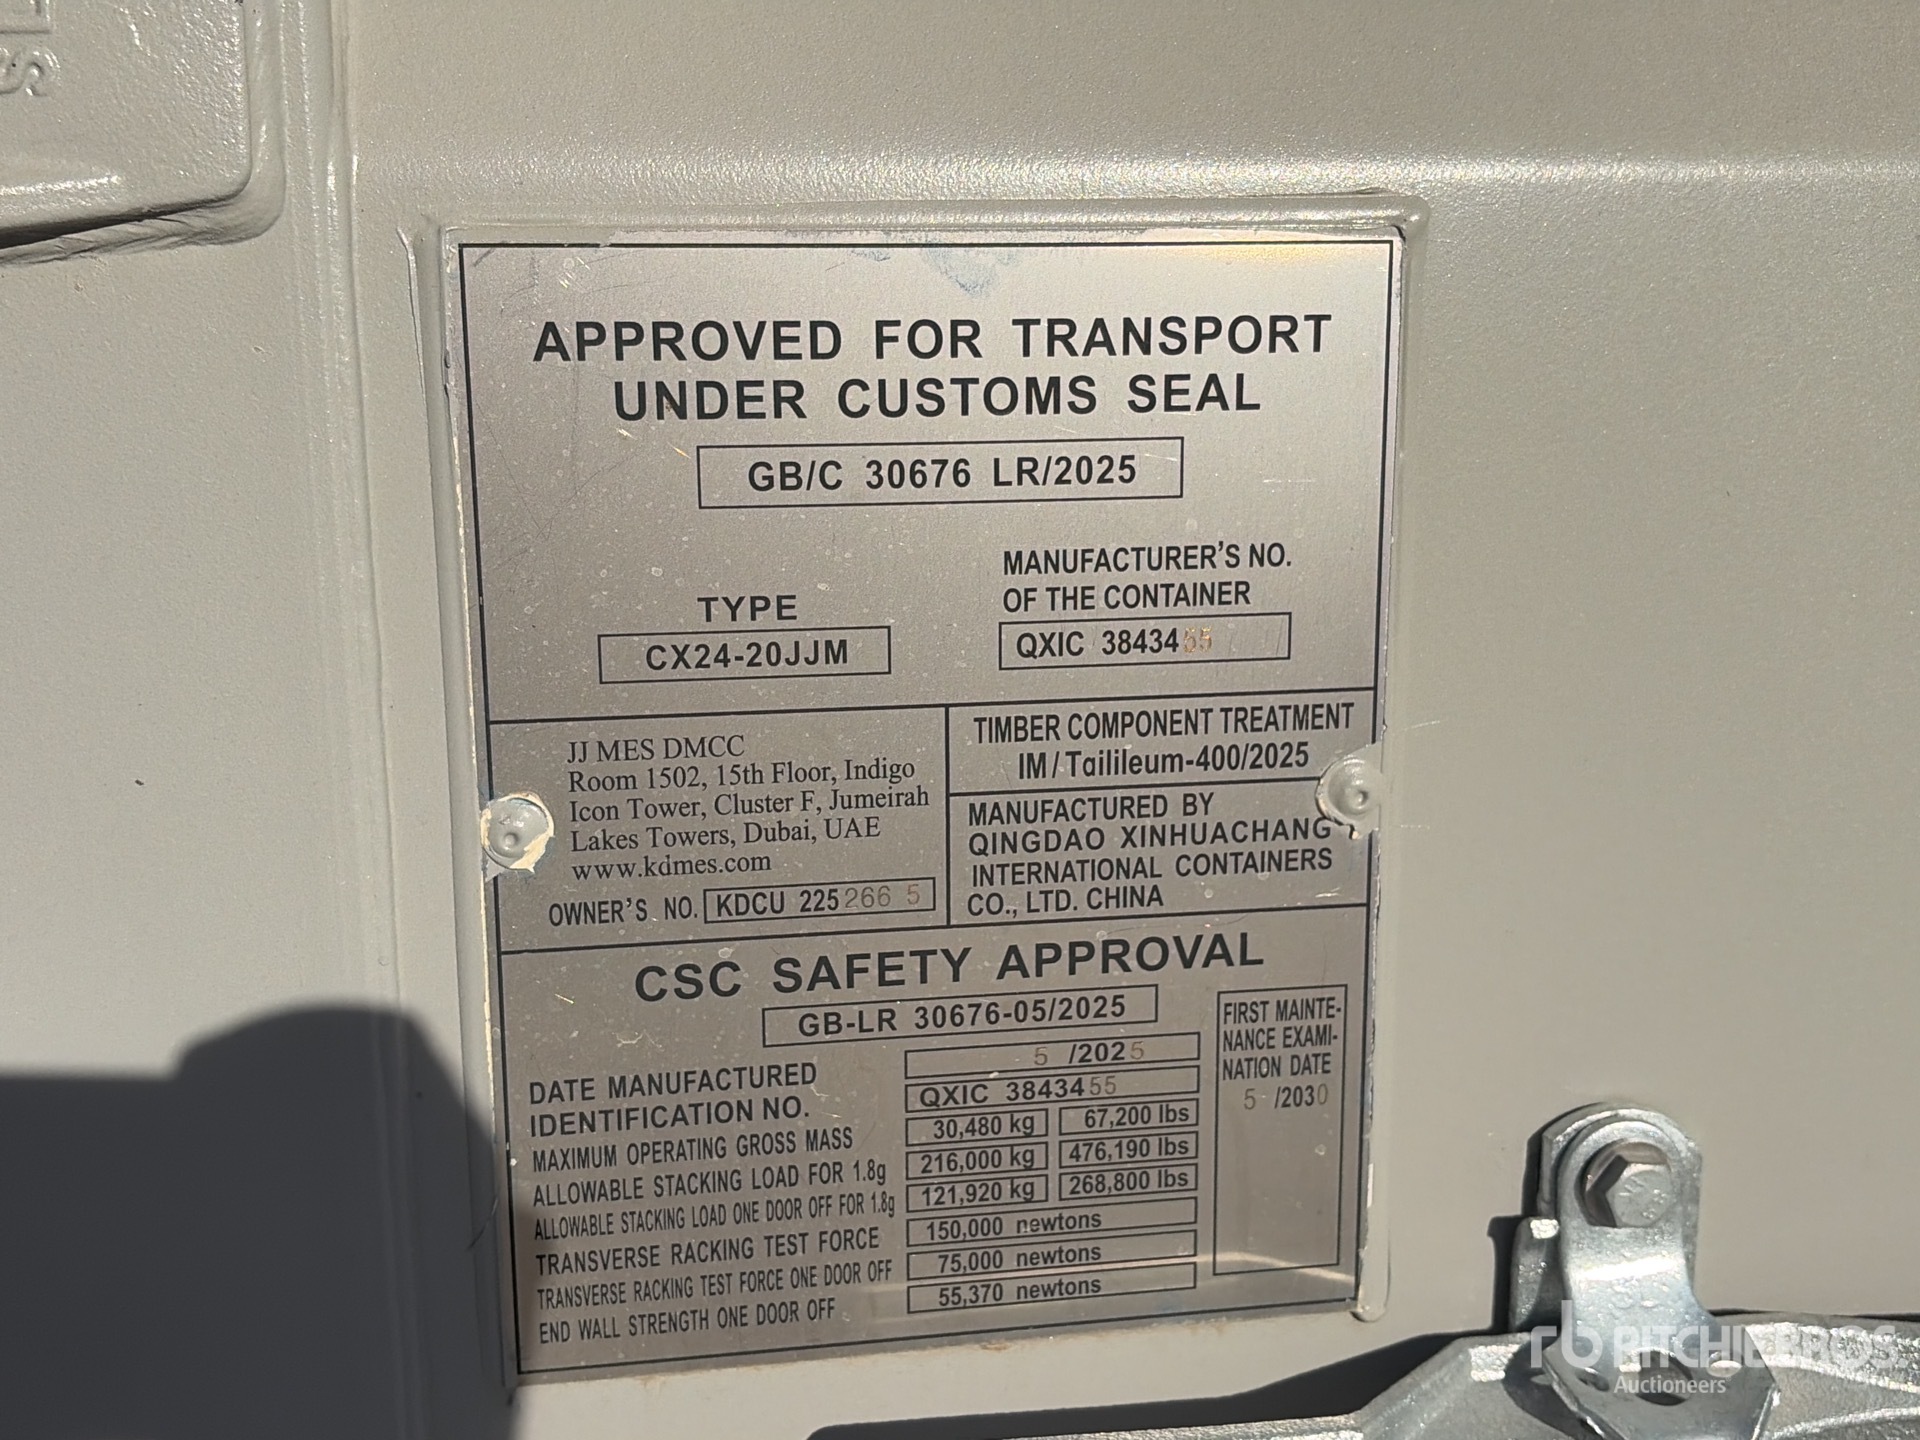 S
APPROVED FOR TRANSPORT
UNDER CUSTOMS SEAL
GB/C 30676 LR/2025
TYPE
CX24-20JJM
MANUFACTURER'S NO.
OF THE CONTAINER
QXIC 3843455
JJ MES DMCC
Room 1502, 15th Floor, Indigo
Icon Tower, Cluster F, Jumeirah
Lakes Towers, Dubai, UAE
www.kdmes.com
OWNER'S NO. KDCU 225266 5
TIMBER COMPONENT TREATMENT
IM/Tailileum-400/2025
MANUFACTURED BY
QINGDAO XINHUACHANG
INTERNATIONAL CONTAINERS
CO., LTD. CHINA
CSC SAFETY APPROVAL
GB-LR 30676-05/2025
DATE MANUFACTURED 5 /2025
IDENTIFICATION NO. QXIC 3843455
MAXIMUM OPERATING GROSS MASS 30,480 kg 67,200 lbs
ALLOWABLE STACKING LOAD FOR 1.8g 216,000 kg 476,190 lbs
ALLOWABLE STACKING LOAD ONE DOOR OFF FOR 1.8g 121,920 kg 268,800 lbs
TRANSVERSE RACKING TEST FORCE 150,000 newtons
TRANSVERSE RACKING TEST FORCE ONE DOOR OFF 75,000 newtons
END WALL STRENGTH ONE DOOR OFF 55,370 newtons
FIRST MAINTE-
NANCE EXAMI-
NATION DATE
5 /2030
rb RITCHIE BROS.
Auctioneers